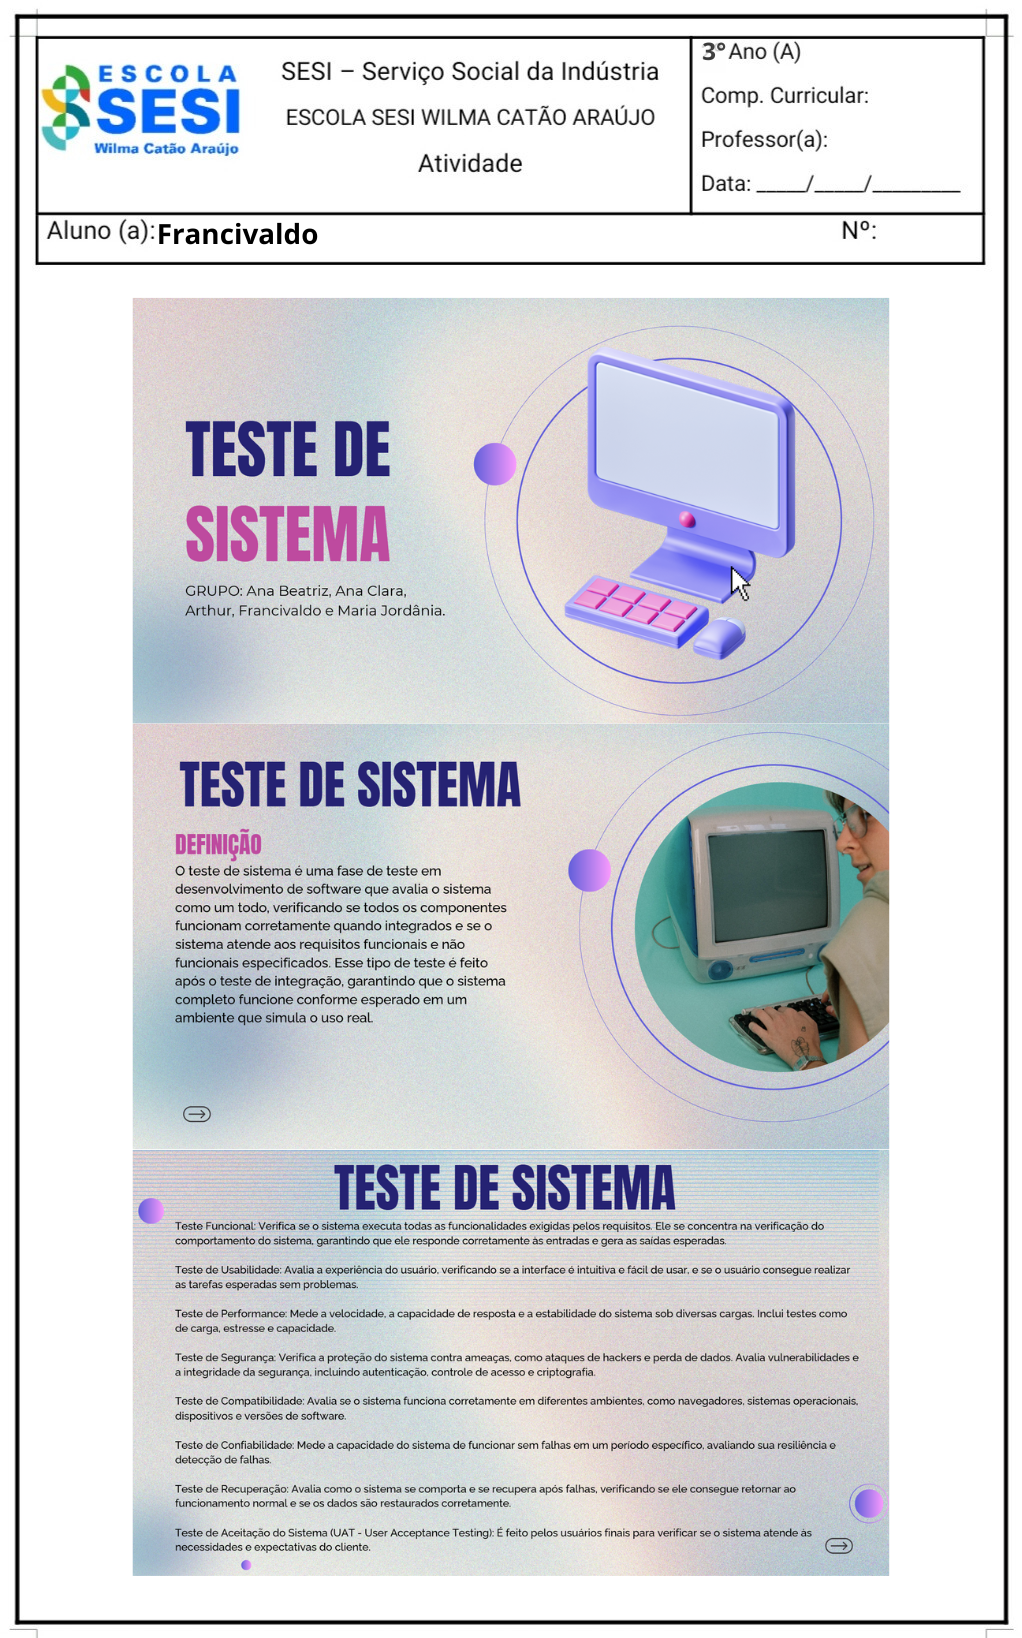 ESCOLA
SESI
Wilma Catão Araújo
SESI – Serviço Social da Indústria
ESCOLA SESI WILMA CATÃO ARAÚJO
Atividade
3º Ano (A)
Comp. Curricular:
Professor(a):
Data: _____/_____/_________
Aluno (a): Francivaldo
Nº:
TESTE DE
SISTEMA
GRUPO: Ana Beatriz, Ana Clara,
Arthur, Francivaldo e Maria Jordânia.
TESTE DE SISTEMA
DEFINIÇÃO
O teste de sistema é uma fase de teste em
desenvolvimento de software que avalia o sistema
como um todo, verificando se todos os componentes
funcionam corretamente quando integrados e se o
sistema atende aos requisitos funcionais e não
funcionais especificados. Esse tipo de teste é feito
após o teste de integração, garantindo que o sistema
completo funcione conforme esperado em um
ambiente que simula o uso real.
TESTE DE SISTEMA
Teste Funcional: Verifica se o sistema executa todas as funcionalidades exigidas pelos requisitos. Ele se concentra na verificação do
comportamento do sistema, garantindo que ele responde corretamente às entradas e gera as saídas esperadas.
Teste de Usabilidade: Avalia a experiência do usuário, verificando se a interface é intuitiva e fácil de usar, e se o usuário consegue realizar
as tarefas esperadas sem problemas.
Teste de Performance: Mede a velocidade, a capacidade de resposta e a estabilidade do sistema sob diversas cargas. Inclui testes como
de carga, estresse e capacidade.
Teste de Segurança: Verifica a proteção do sistema contra ameaças, como ataques de hackers e perda de dados. Avalia vulnerabilidades e
a integridade da segurança, incluindo autenticação, controle de acesso e criptografia.
Teste de Compatibilidade: Avalia se o sistema funciona corretamente em diferentes ambientes, como navegadores, sistemas operacionais,
dispositivos e versões de software.
Teste de Confiabilidade: Mede a capacidade do sistema de funcionar sem falhas em um período específico, avaliando sua resiliência e
detecção de falhas.
Teste de Recuperação: Avalia como o sistema se comporta e se recupera após falhas, verificando se ele consegue retornar ao
funcionamento normal e se os dados são restaurados corretamente.
Teste de Aceitação do Sistema (UAT - User Acceptance Testing): É feito pelos usuários finais para verificar se o sistema atende às
necessidades e expectativas do cliente.